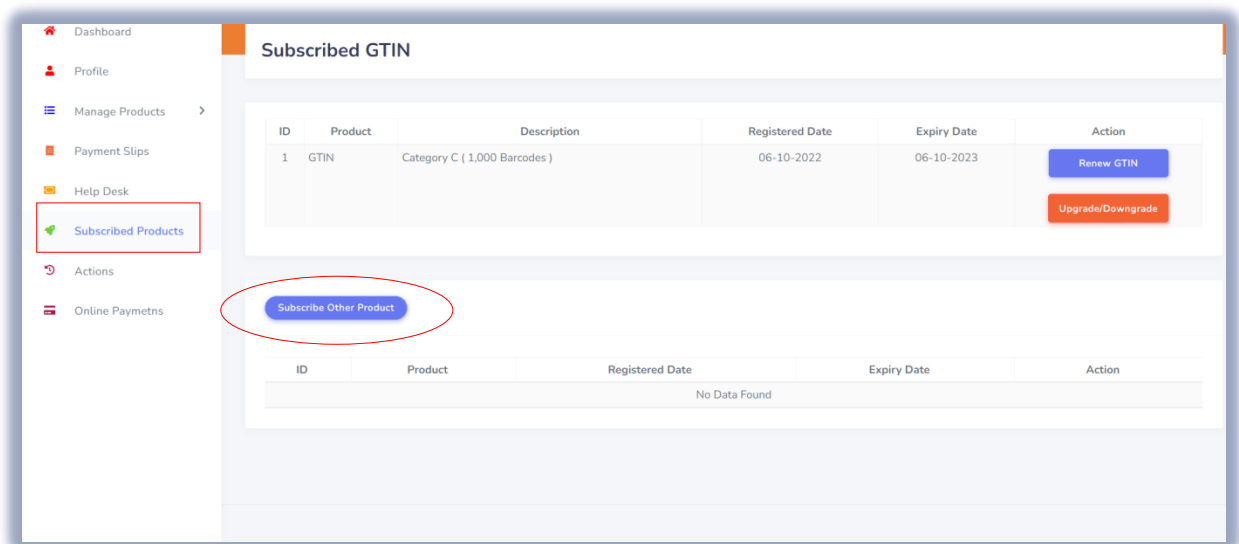 Dashboard
Profile
Manage Products
Payment Slips
Help Desk
Subscribed Products
Actions
Online Paymetns
Subscribed GTIN
ID Product Description Registered Date Expiry Date Action
1 GTIN Category C ( 1,000 Barcodes ) 06-10-2022 06-10-2023 Renew GTIN
Upgrade/Downgrade
Subscribe Other Product
ID Product Registered Date Expiry Date Action
No Data Found